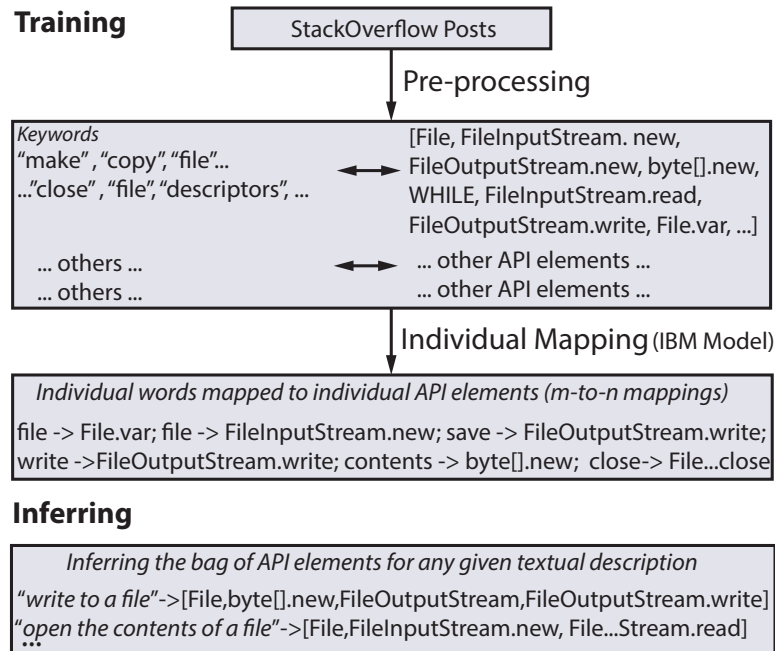 Training
StackOverflow Posts
Pre-processing
Keywords
“make” ,“copy”,“file”...
...”close” , “file”,“descriptors”, ...
[File, FileInputStream. new,
FileOutputStream.new, byte[].new,
WHILE, FileInputStream.read,
FileOutputStream.write, File.var, ...]
... others ...
... other API elements ...
... others ...
... other API elements ...
Individual Mapping (IBM Model)
Individual words mapped to individual API elements (m-to-n mappings)
file -> File.var; file -> FileInputStream.new; save -> FileOutputStream.write;
write ->FileOutputStream.write; contents -> byte[].new; close-> File...close
Inferring
Inferring the bag of API elements for any given textual description
“write to a file”->[File,byte[].new,FileOutputStream,FileOutputStream.write]
“open the contents of a file”->[File,FileInputStream.new, File...Stream.read]
...